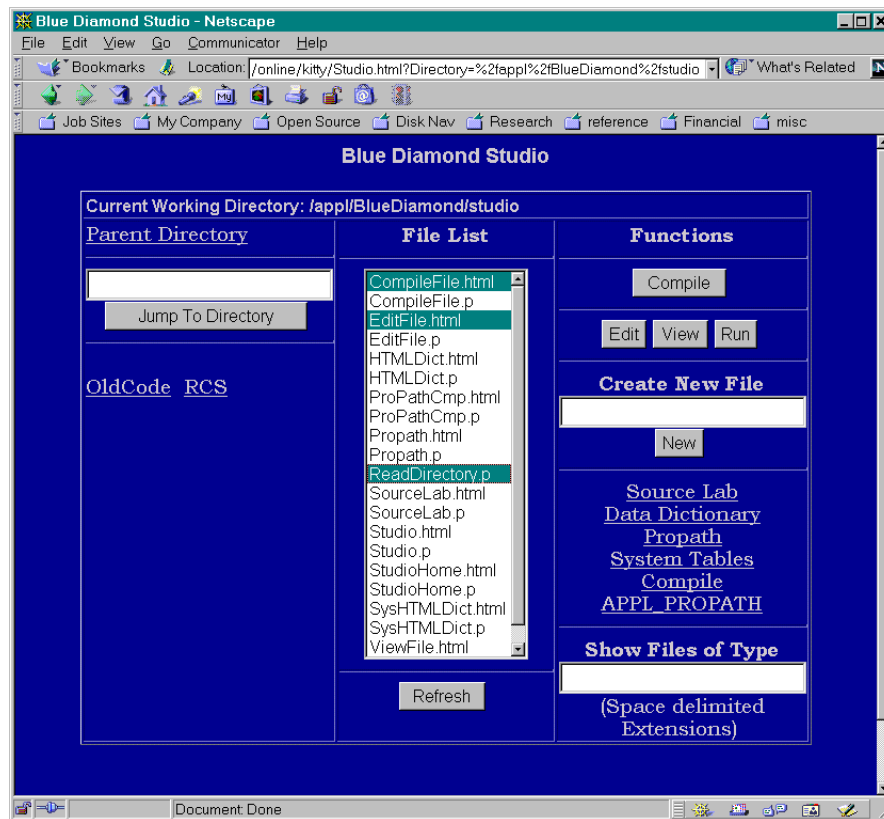 Blue Diamond Studio - Netscape
File Edit View Go Communicator Help
Bookmarks Location: /online/kitty/Studio.html?Directory=%2fappl%2fBlueDiamond%2fstudio What's Related
Job Sites My Company Open Source Disk Nav Research reference Financial misc
Blue Diamond Studio
Current Working Directory: /appl/BlueDiamond/studio
Parent Directory
Jump To Directory
OldCode RCS
File List
CompileFile.html
CompileFile.p
EditFile.html
EditFile.p
HTMLDict.html
HTMLDict.p
ProPathCmp.html
ProPathCmp.p
Propath.html
Propath.p
ReadDirectory.p
SourceLab.html
SourceLab.p
Studio.html
Studio.p
StudioHome.html
StudioHome.p
SysHTMLDict.html
SysHTMLDict.p
ViewFile.html
Refresh
Functions
Compile
Edit View Run
Create New File
New
Source Lab
Data Dictionary
Propath
System Tables
Compile
APPL_PROPATH
Show Files of Type
(Space delimited
Extensions)
Document: Done